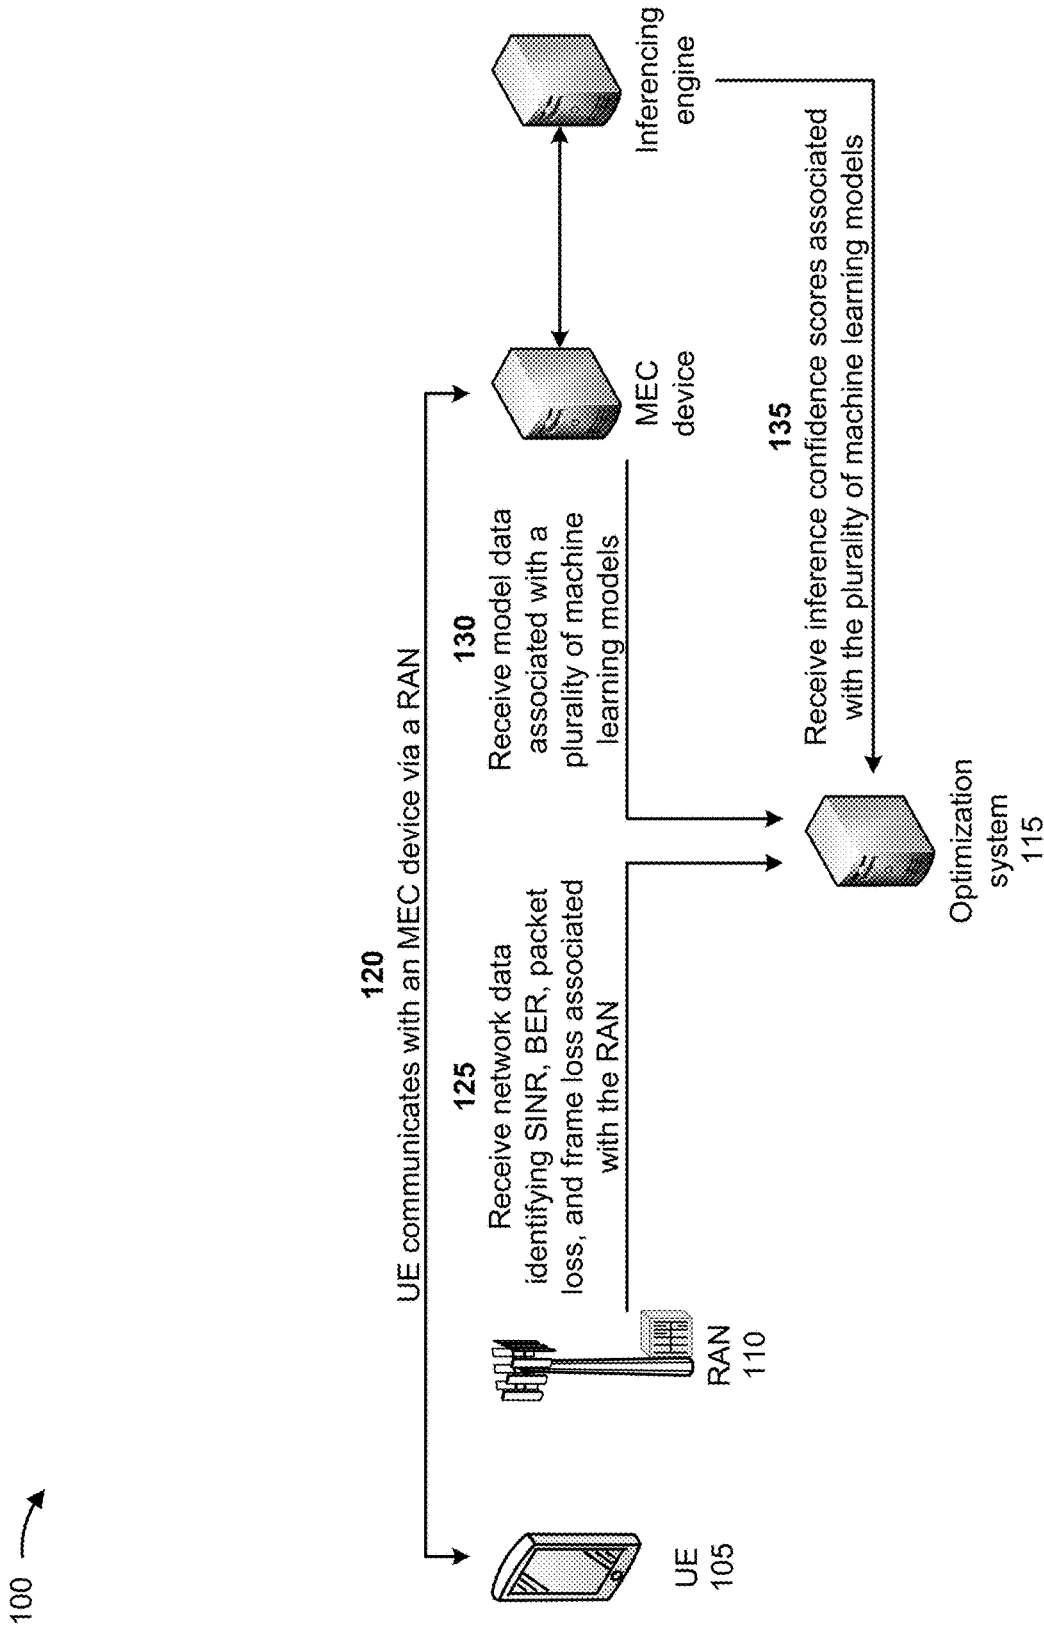 100
120
UE communicates with an MEC device via a RAN
125
Receive network data
identifying SINR, BER, packet
loss, and frame loss associated
with the RAN
130
Receive model data
associated with a
plurality of machine
learning models
UE
105
RAN
110
MEC
device
Inferencing
engine
135
Receive inference confidence scores associated
with the plurality of machine learning models
Optimization
system
115